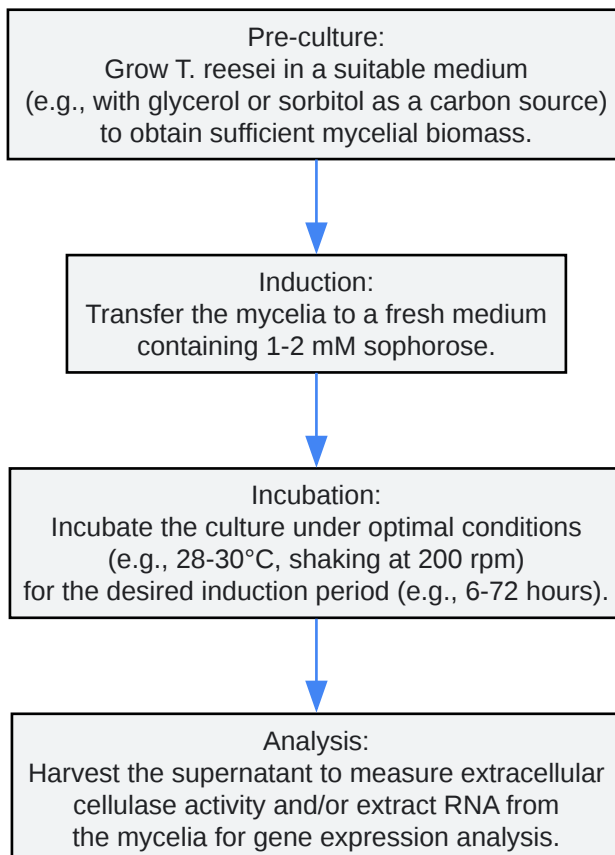 Pre-culture:
Grow T. reesei in a suitable medium
(e.g., with glycerol or sorbitol as a carbon source)
to obtain sufficient mycelial biomass.
Induction:
Transfer the mycelia to a fresh medium
containing 1-2 mM sophorose.
Incubation:
Incubate the culture under optimal conditions
(e.g., 28-30°C, shaking at 200 rpm)
for the desired induction period (e.g., 6-72 hours).
Analysis:
Harvest the supernatant to measure extracellular
cellulase activity and/or extract RNA from
the mycelia for gene expression analysis.